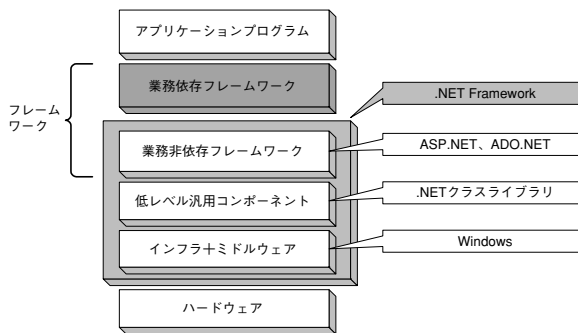 アプリケーションプログラム
業務依存フレームワーク
フレーム
ワーク
.NET Framework
業務非依存フレームワーク
ASP.NET、ADO.NET
低レベル汎用コンポーネント
.NETクラスライブラリ
インフラ＋ミドルウェア
Windows
ハードウェア